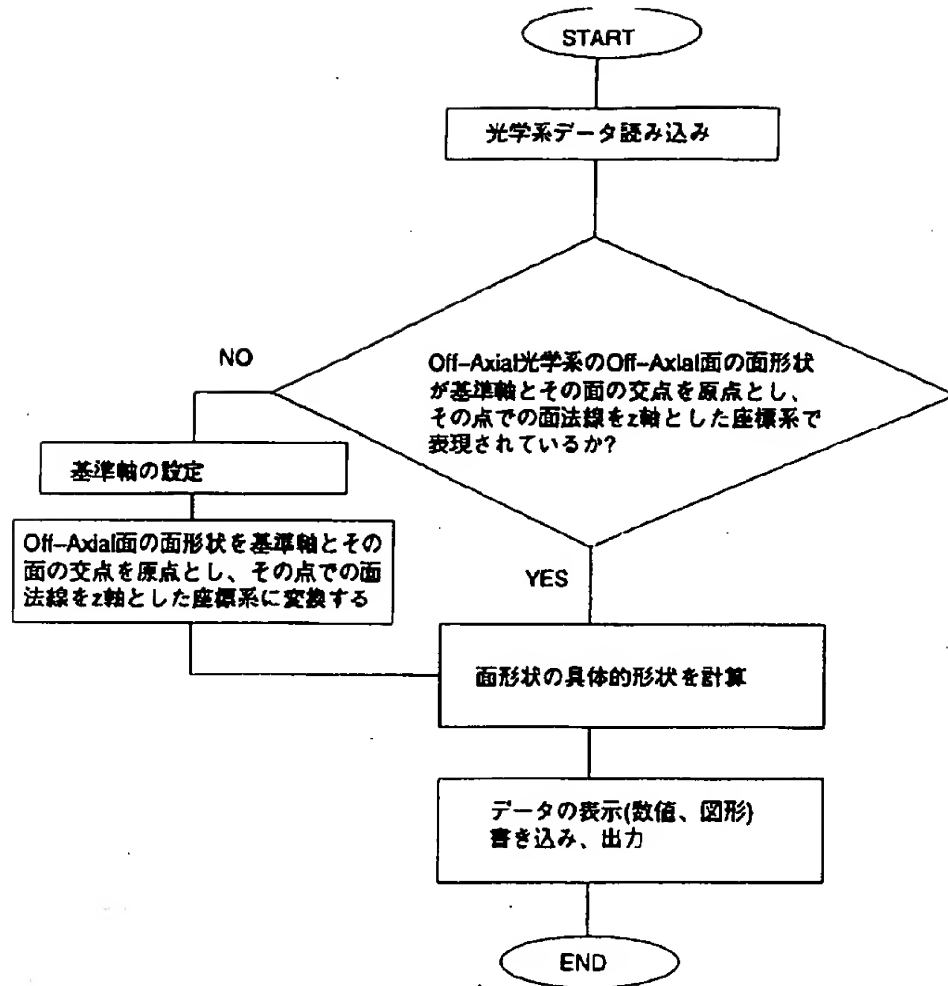 START
光学系データ読み込み
Off-Axial光学系のOff-Axial面の面形状
が基準軸とその面の交点を原点とし、
その点での面法線をz軸とした座標系で
表現されているか?
NO
基準軸の設定
Off-Axial面の面形状を基準軸とその
面の交点を原点とし、その点での面
法線をz軸とした座標系に変換する
YES
面形状の具体的形状を計算
データの表示(数値、図形)
書き込み、出力
END